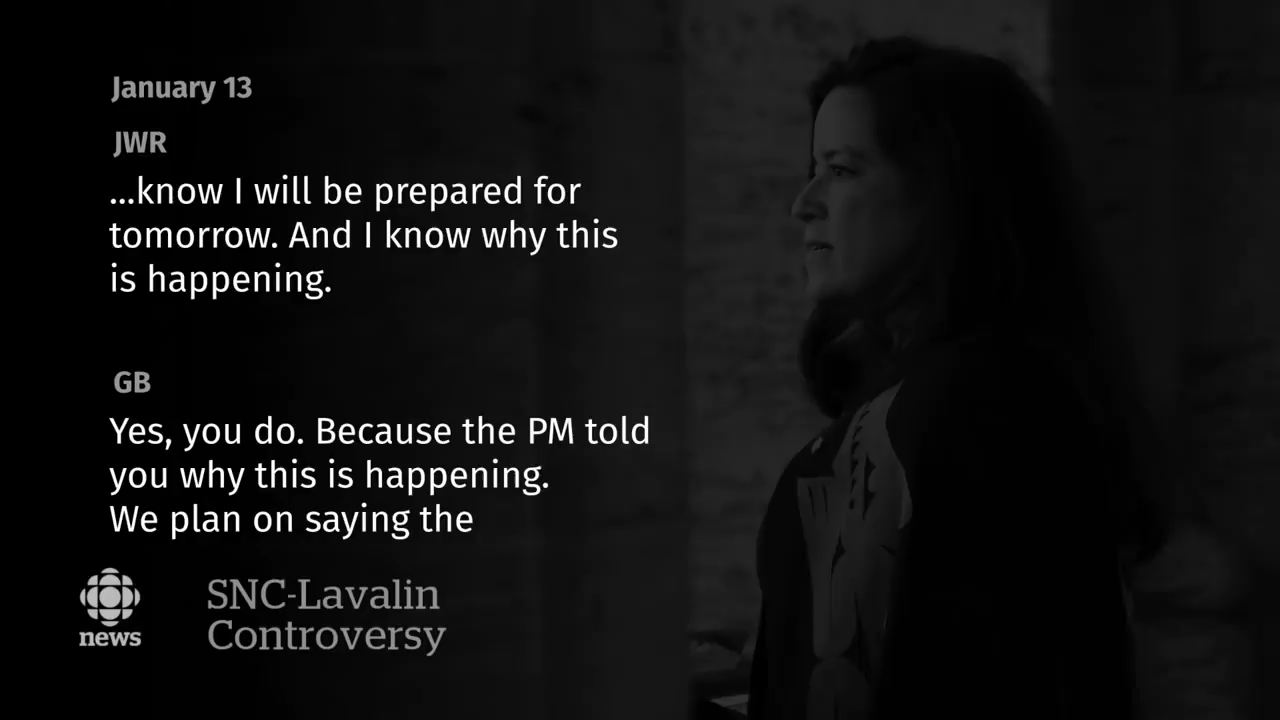 January 13
JWR
...know I will be prepared for
tomorrow. And I know why this
is happening.
GB
Yes, you do. Because the PM told
you why this is happening.
We plan on saying the
news
SNC-Lavalin
Controversy